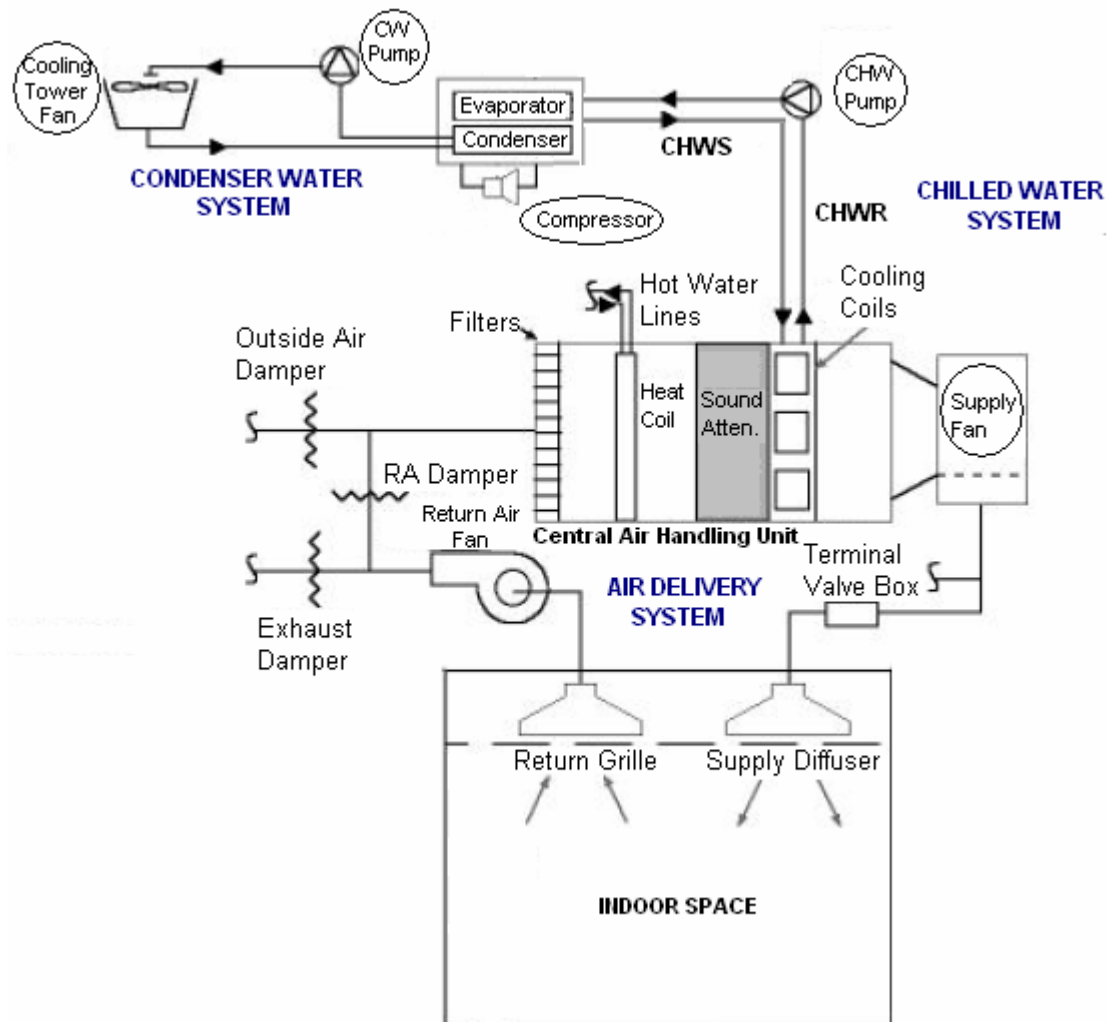 CW
Pump
Cooling
Tower
Fan
CHW
Pump
Evaporator
Condenser
CHWS
CONDENSER WATER
SYSTEM
Compressor
CHWR
CHILLED WATER
SYSTEM
Hot Water
Lines
Cooling
Coils
Filters
Outside Air
Damper
Heat
Coil
Sound
Atten.
Supply
Fan
RA Damper
Return Air
Fan
Central Air Handling Unit
Terminal
Valve Box
AIR DELIVERY
SYSTEM
Exhaust
Damper
Return Grille
Supply Diffuser
INDOOR SPACE